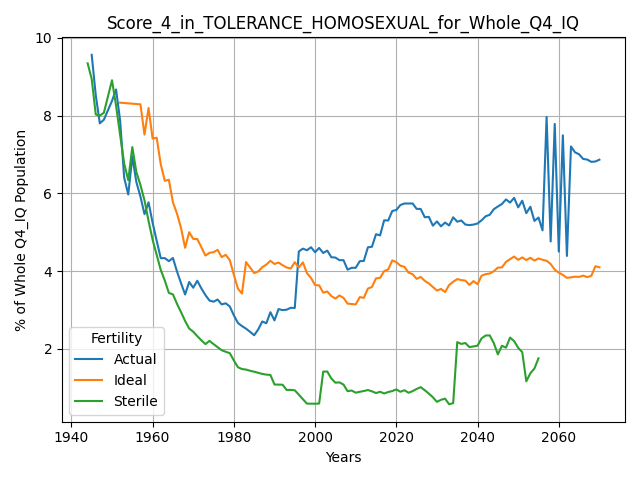 Score_4_in_TOLERANCE_HOMOSEXUAL_for_Whole_Q4_IQ
10
8
6
4
2
% of Whole Q4_IQ Population
Fertility
Actual
Ideal
Sterile
1940 1960 1980 2000 2020 2040 2060
Years